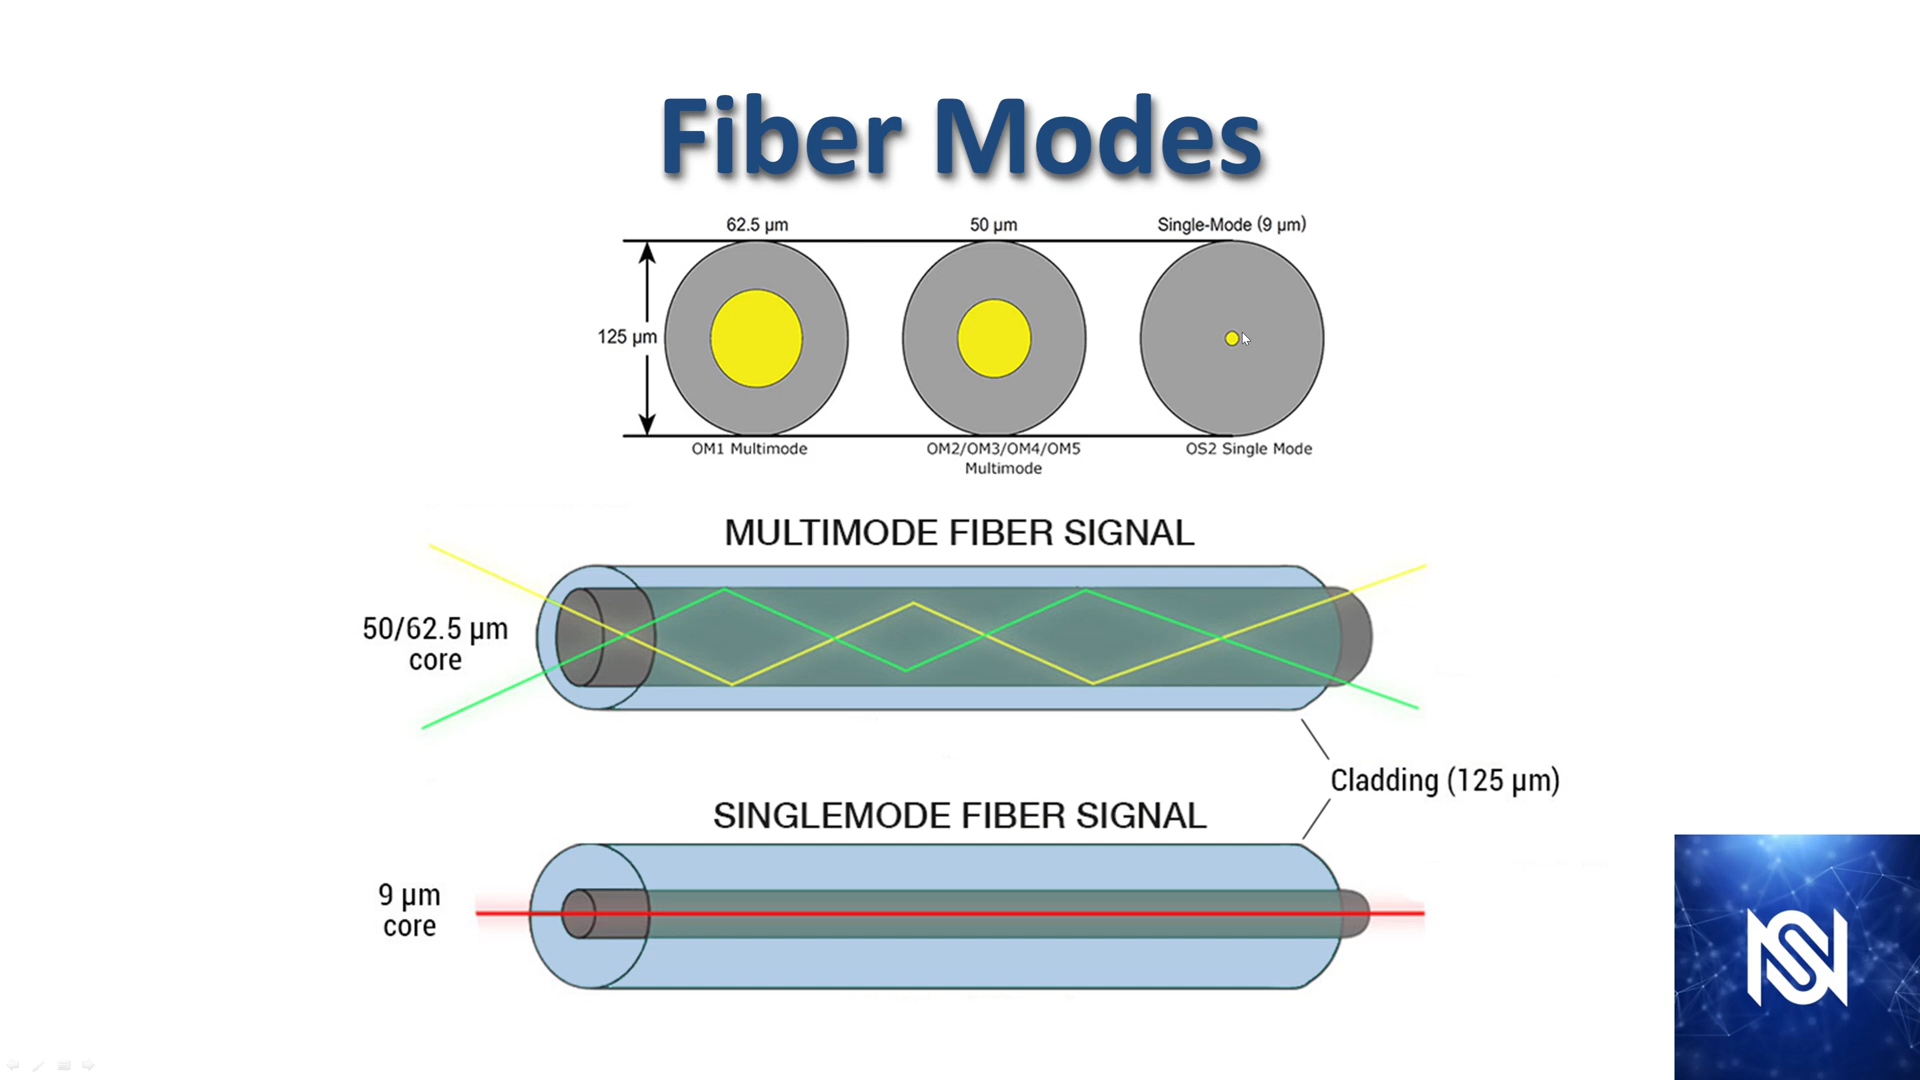 Fiber Modes
62.5 µm
50 µm
Single-Mode (9 µm)
125 µm
OM1 Multimode
OM2/OM3/OM4/OM5
Multimode
OS2 Single Mode
MULTIMODE FIBER SIGNAL
50/62.5 µm
core
Cladding (125 µm)
SINGLEMODE FIBER SIGNAL
9 µm
core